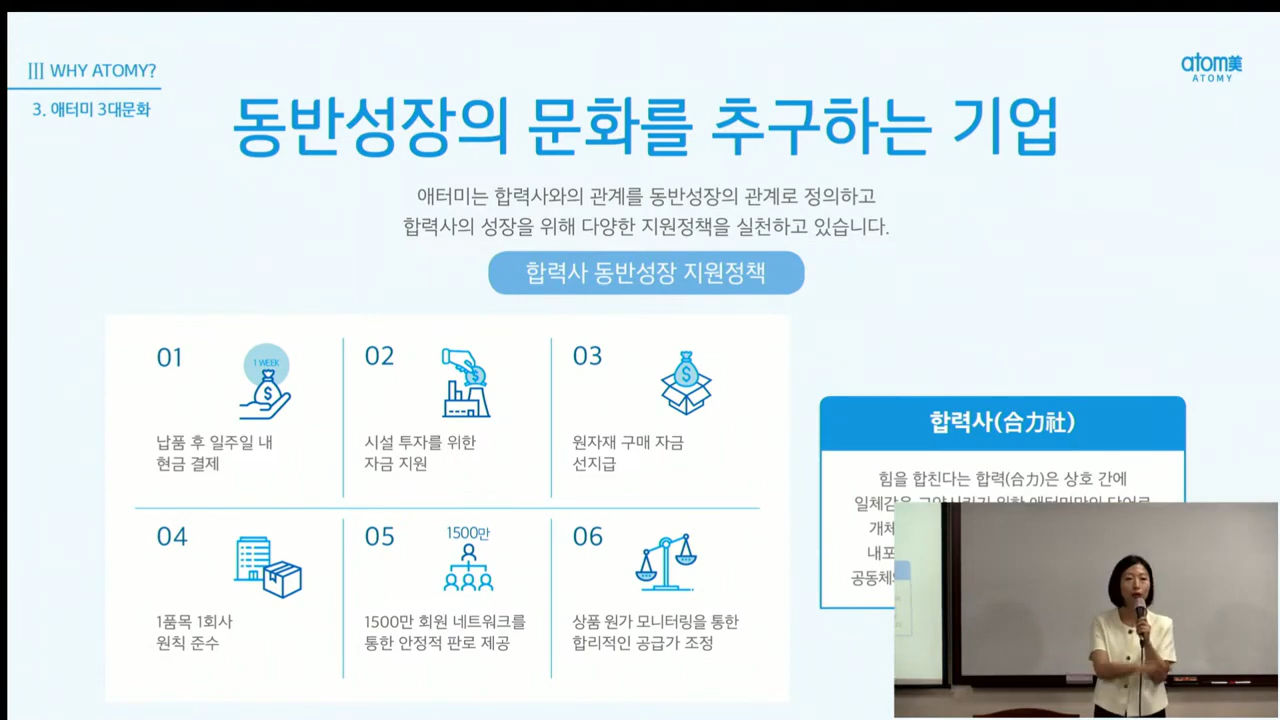 III WHY ATOMY?
3. 애터미 3대문화
atom美
ATOMY
동반성장의 문화를 추구하는 기업
애터미는 합력사와의 관계를 동반성장의 관계로 정의하고
합력사의 성장을 위해 다양한 지원정책을 실천하고 있습니다.
합력사 동반성장 지원정책
01
1 WEEK
납품 후 일주일 내
현금 결제
02
시설 투자를 위한
자금 지원
03
원자재 구매 자금
선지급
04
1품목 1회사
원칙 준수
05
1500만
1500만 회원 네트워크를
통한 안정적 판로 제공
06
상품 원가 모니터링을 통한
합리적인 공급가 조정
합력사(合力社)
힘을 합친다는 합력(合力)은 상호 간에
일체감을
개체
내포
공동체